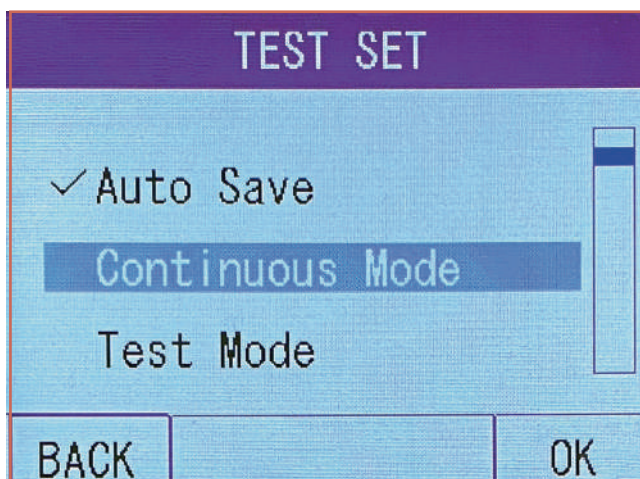 TEST SET
✓Auto Save
Continuous Mode
Test Mode
BACK OK